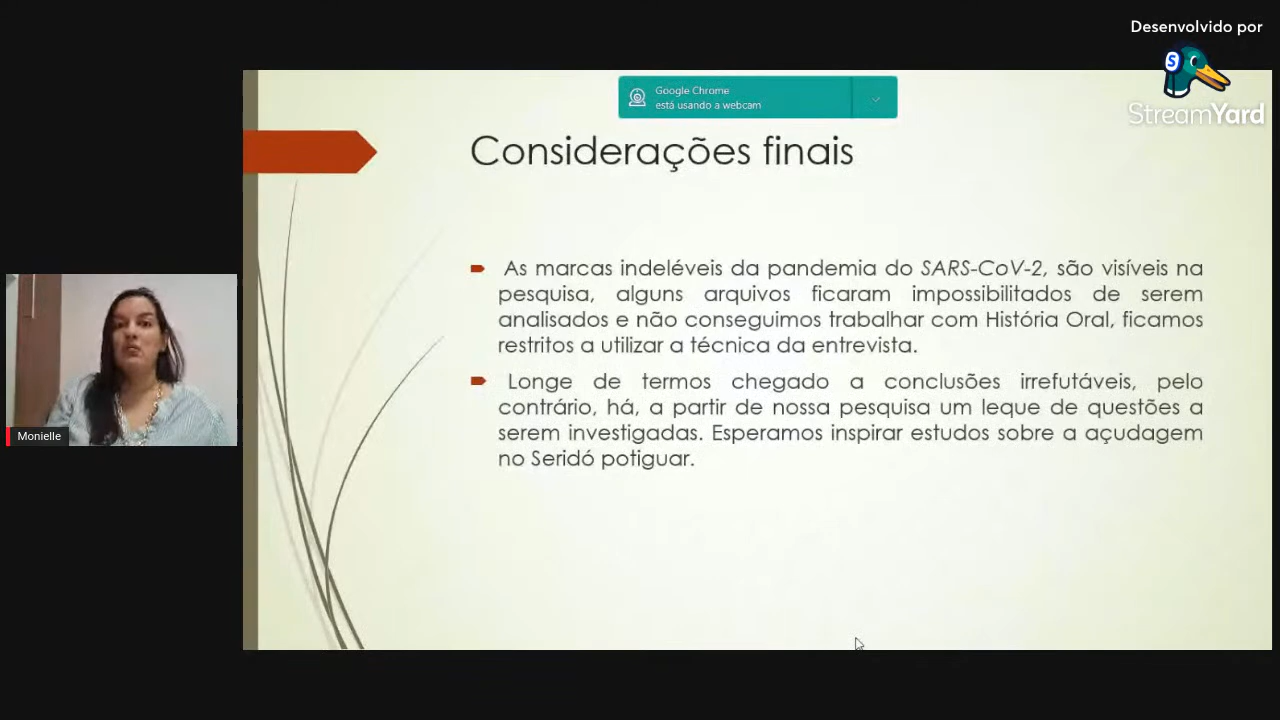 Desenvolvido por
StreamYard
Google Chrome
está usando a webcam
Considerações finais
As marcas indeléveis da pandemia do SARS-CoV-2, são visíveis na
pesquisa, alguns arquivos ficaram impossibilitados de serem
analisados e não conseguimos trabalhar com História Oral, ficamos
restritos a utilizar a técnica da entrevista.
Longe de termos chegado a conclusões irrefutáveis, pelo
contrário, há, a partir de nossa pesquisa um leque de questões a
serem investigadas. Esperamos inspirar estudos sobre a açudagem
no Seridó potiguar.
Monielle